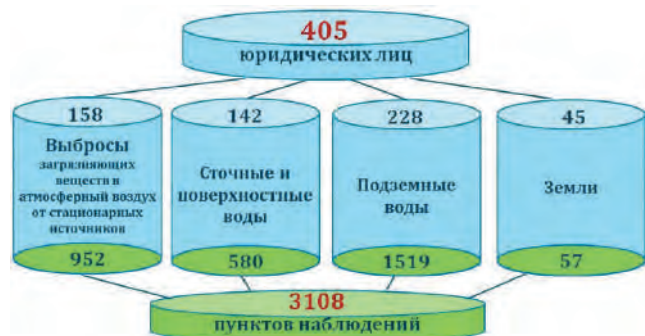 405
юридических лиц
158
Выбросы
загрязняющих
веществ в
атмосферный воздух
от стационарных
источников
952
142
Сточные и
поверхностные
воды
580
228
Подземные
воды
1519
45
Земли
57
3108
пунктов наблюдений